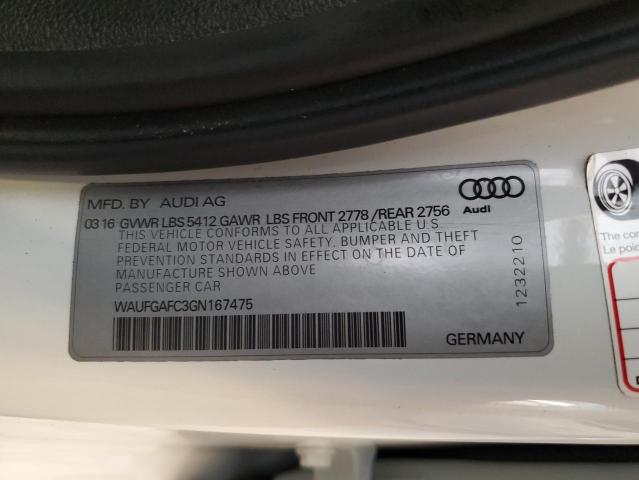 MFD. BY AUDI AG
Audi
03 16 GVWR LBS 5412 GAWR LBS FRONT 2778 /REAR 2756
THIS VEHICLE CONFORMS TO ALL APPLICABLE U.S
FEDERAL MOTOR VEHICLE SAFETY, BUMPER AND THEFT
PREVENTION STANDARDS IN EFFECT ON THE DATE OF
MANUFACTURE SHOWN ABOVE
PASSENGER CAR
WAUFGAFC3GN167475
GERMANY
1232210
The
Le